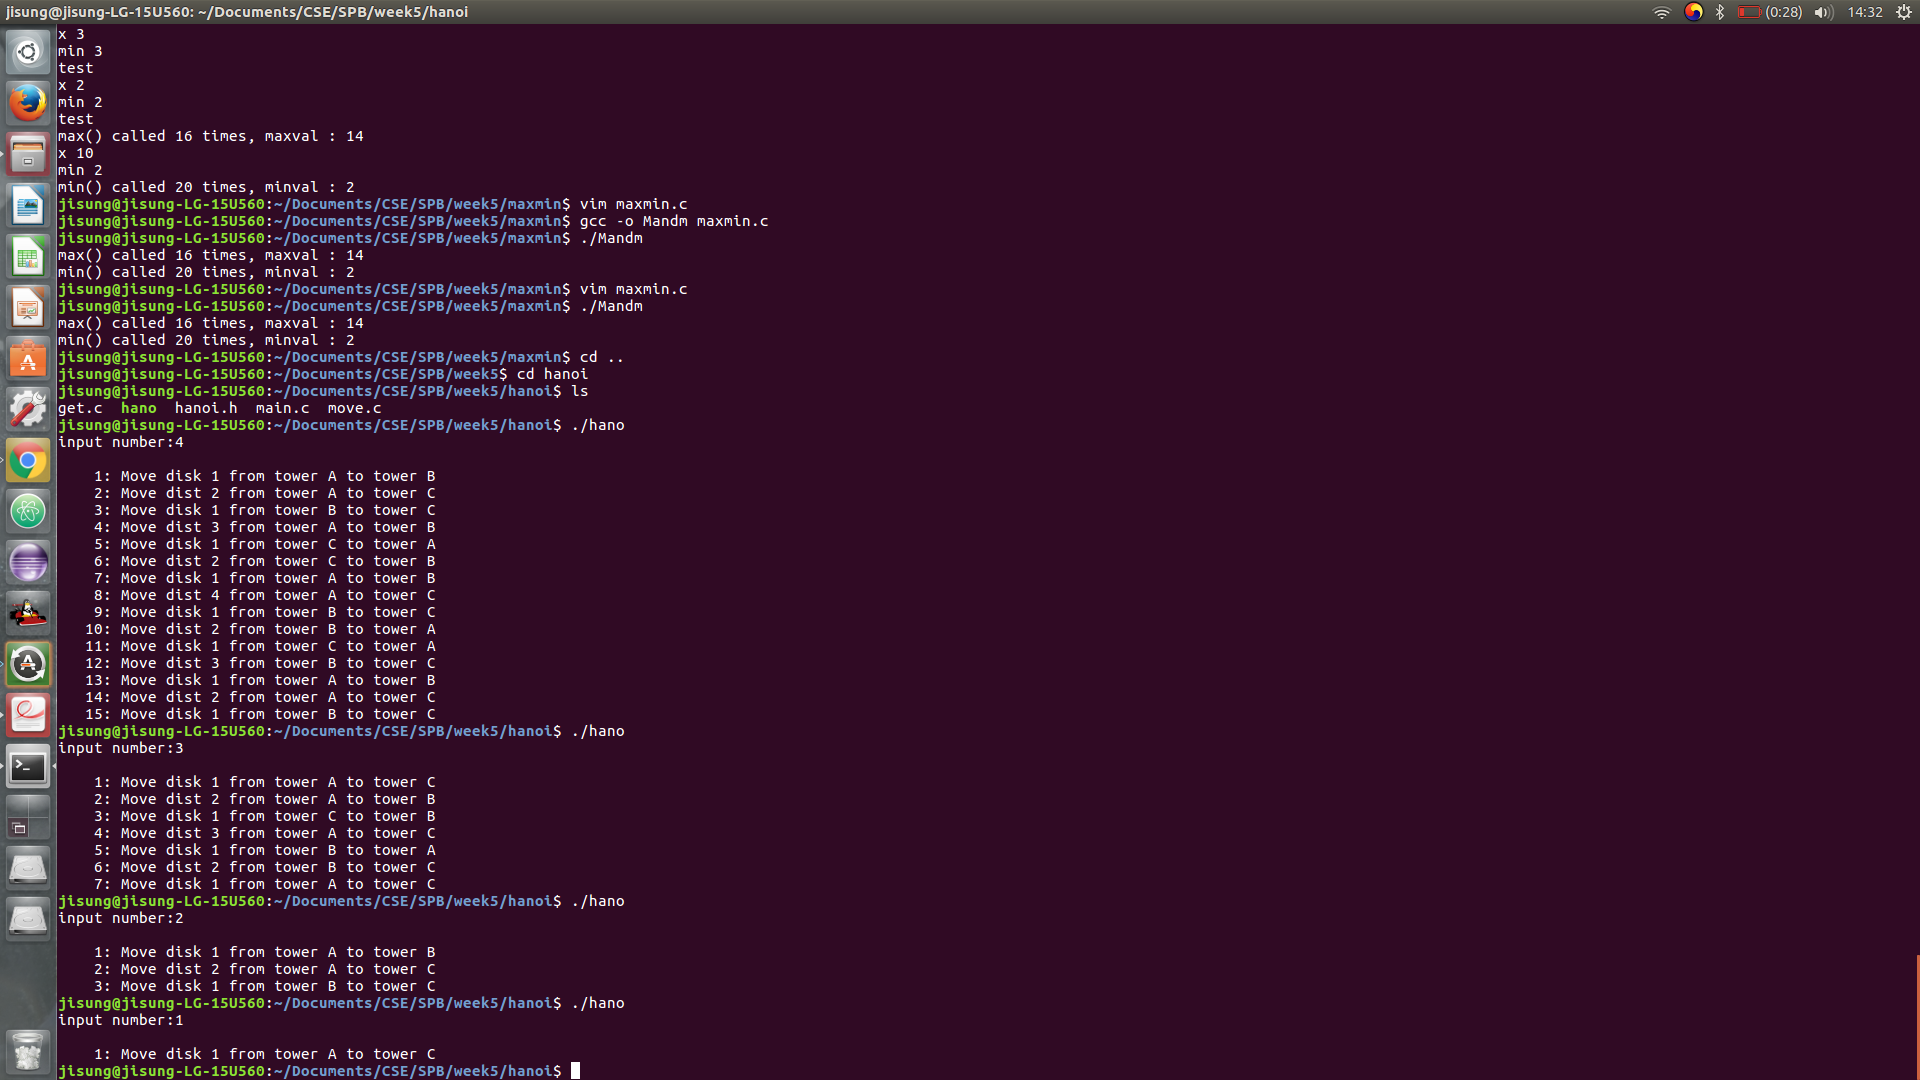 jisung@jisung-LG-15U560: ~/Documents/CSE/SPB/week5/hanoi
(0:28)
14:32
x 3
min 3
test
x 2
min 2
test
max() called 16 times, maxval : 14
x 10
min 2
min() called 20 times, minval : 2
jisung@jisung-LG-15U560:~/Documents/CSE/SPB/week5/maxmin$ vim maxmin.c
jisung@jisung-LG-15U560:~/Documents/CSE/SPB/week5/maxmin$ gcc -o Mandm maxmin.c
jisung@jisung-LG-15U560:~/Documents/CSE/SPB/week5/maxmin$ ./Mandm
max() called 16 times, maxval : 14
min() called 20 times, minval : 2
jisung@jisung-LG-15U560:~/Documents/CSE/SPB/week5/maxmin$ vim maxmin.c
jisung@jisung-LG-15U560:~/Documents/CSE/SPB/week5/maxmin$ ./Mandm
max() called 16 times, maxval : 14
min() called 20 times, minval : 2
jisung@jisung-LG-15U560:~/Documents/CSE/SPB/week5/maxmin$ cd ..
jisung@jisung-LG-15U560:~/Documents/CSE/SPB/week5$ cd hanoi
jisung@jisung-LG-15U560:~/Documents/CSE/SPB/week5/hanoi$ ls
get.c  hano  hanoi.h  main.c  move.c
jisung@jisung-LG-15U560:~/Documents/CSE/SPB/week5/hanoi$ ./hano
input number:4
1: Move disk 1 from tower A to tower B
2: Move dist 2 from tower A to tower C
3: Move disk 1 from tower B to tower C
4: Move dist 3 from tower A to tower B
5: Move disk 1 from tower C to tower A
6: Move dist 2 from tower C to tower B
7: Move disk 1 from tower A to tower B
8: Move dist 4 from tower A to tower C
9: Move disk 1 from tower B to tower C
10: Move dist 2 from tower B to tower A
11: Move disk 1 from tower C to tower A
12: Move dist 3 from tower B to tower C
13: Move disk 1 from tower A to tower B
14: Move dist 2 from tower A to tower C
15: Move disk 1 from tower B to tower C
jisung@jisung-LG-15U560:~/Documents/CSE/SPB/week5/hanoi$ ./hano
input number:3
1: Move disk 1 from tower A to tower C
2: Move dist 2 from tower A to tower B
3: Move disk 1 from tower C to tower B
4: Move dist 3 from tower A to tower C
5: Move disk 1 from tower B to tower A
6: Move dist 2 from tower B to tower C
7: Move disk 1 from tower A to tower C
jisung@jisung-LG-15U560:~/Documents/CSE/SPB/week5/hanoi$ ./hano
input number:2
1: Move disk 1 from tower A to tower B
2: Move dist 2 from tower A to tower C
3: Move disk 1 from tower B to tower C
jisung@jisung-LG-15U560:~/Documents/CSE/SPB/week5/hanoi$ ./hano
input number:1
1: Move disk 1 from tower A to tower C
jisung@jisung-LG-15U560:~/Documents/CSE/SPB/week5/hanoi$